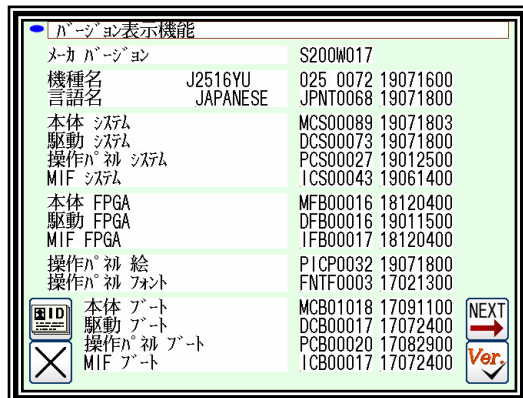 ﾊﾞｰｼﾞｮﾝ表示機能
ﾒｰｶ ﾊﾞｰｼﾞｮﾝ S200W017
機種名 J2516YU 025 0072 19071600
言語名 JAPANESE JPNT0068 19071800
本体 ｼｽﾃﾑ MCS00089 19071803
駆動 ｼｽﾃﾑ DCS00073 19071800
操作ﾊﾟﾈﾙ ｼｽﾃﾑ PCS00027 19012500
MIF ｼｽﾃﾑ ICS00043 19061400
本体 FPGA MFB00016 18120400
駆動 FPGA DFB00016 19011500
MIF FPGA IFB00017 18120400
操作ﾊﾟﾈﾙ 絵 PICP0032 19071800
操作ﾊﾟﾈﾙ ﾌｫﾝﾄ FNTF0003 17021300
本体 ﾌﾞｰﾄ MCB01018 17091100
駆動 ﾌﾞｰﾄ DCB00017 17072400
操作ﾊﾟﾈﾙ ﾌﾞｰﾄ PCB00020 17082900
MIF ﾌﾞｰﾄ ICB00017 17072400
ID
NEXT
Ver.